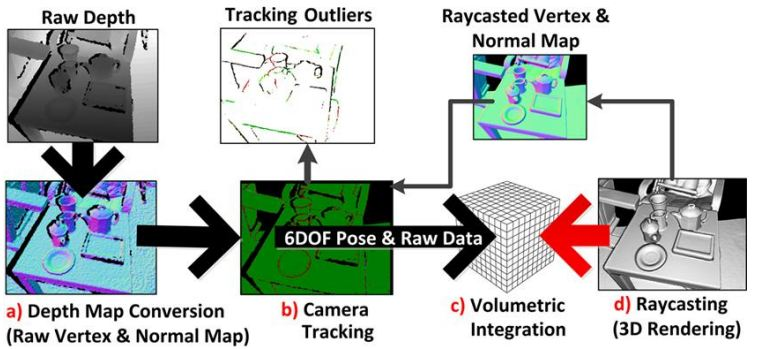 Raw Depth
Tracking Outliers
Raycasted Vertex &
Normal Map
6DOF Pose & Raw Data
a) Depth Map Conversion
(Raw Vertex & Normal Map)
b) Camera
Tracking
c) Volumetric
Integration
d) Raycasting
(3D Rendering)